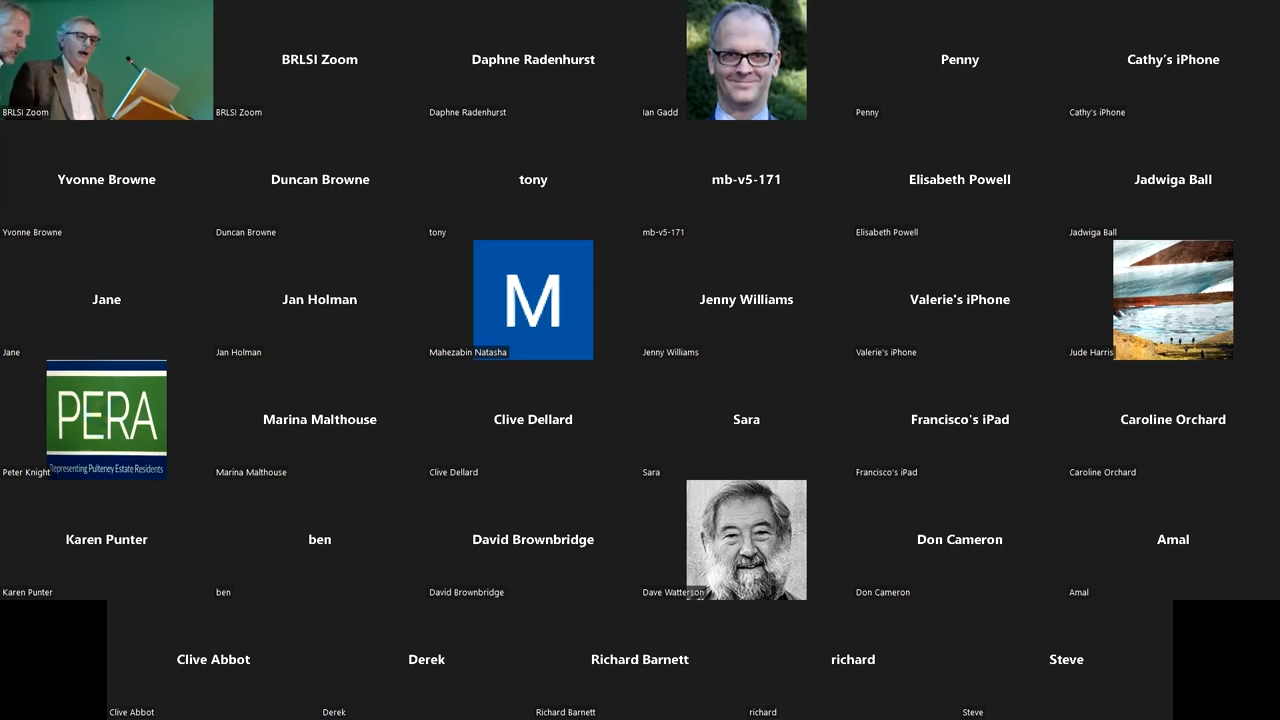 BRLSI Zoom
BRLSI Zoom
BRLSI Zoom
Daphne Radenhurst
Daphne Radenhurst
Ian Gadd
Penny
Penny
Cathy's iPhone
Cathy's iPhone
Yvonne Browne
Yvonne Browne
Duncan Browne
Duncan Browne
tony
tony
mb-v5-171
mb-v5-171
Elisabeth Powell
Elisabeth Powell
Jadwiga Ball
Jadwiga Ball
Jane
Jane
Jan Holman
Jan Holman
M
Mahezabin Natasha
Jenny Williams
Jenny Williams
Valerie's iPhone
Valerie's iPhone
Jude Harris
PERA
Representing Pulteney Estate Residents
Peter Knight
Marina Malthouse
Marina Malthouse
Clive Dellard
Clive Dellard
Sara
Sara
Francisco's iPad
Francisco's iPad
Caroline Orchard
Caroline Orchard
Karen Punter
Karen Punter
ben
ben
David Brownbridge
David Brownbridge
Dave Watterson
Don Cameron
Don Cameron
Amal
Amal
Clive Abbot
Clive Abbot
Derek
Derek
Richard Barnett
Richard Barnett
richard
richard
Steve
Steve